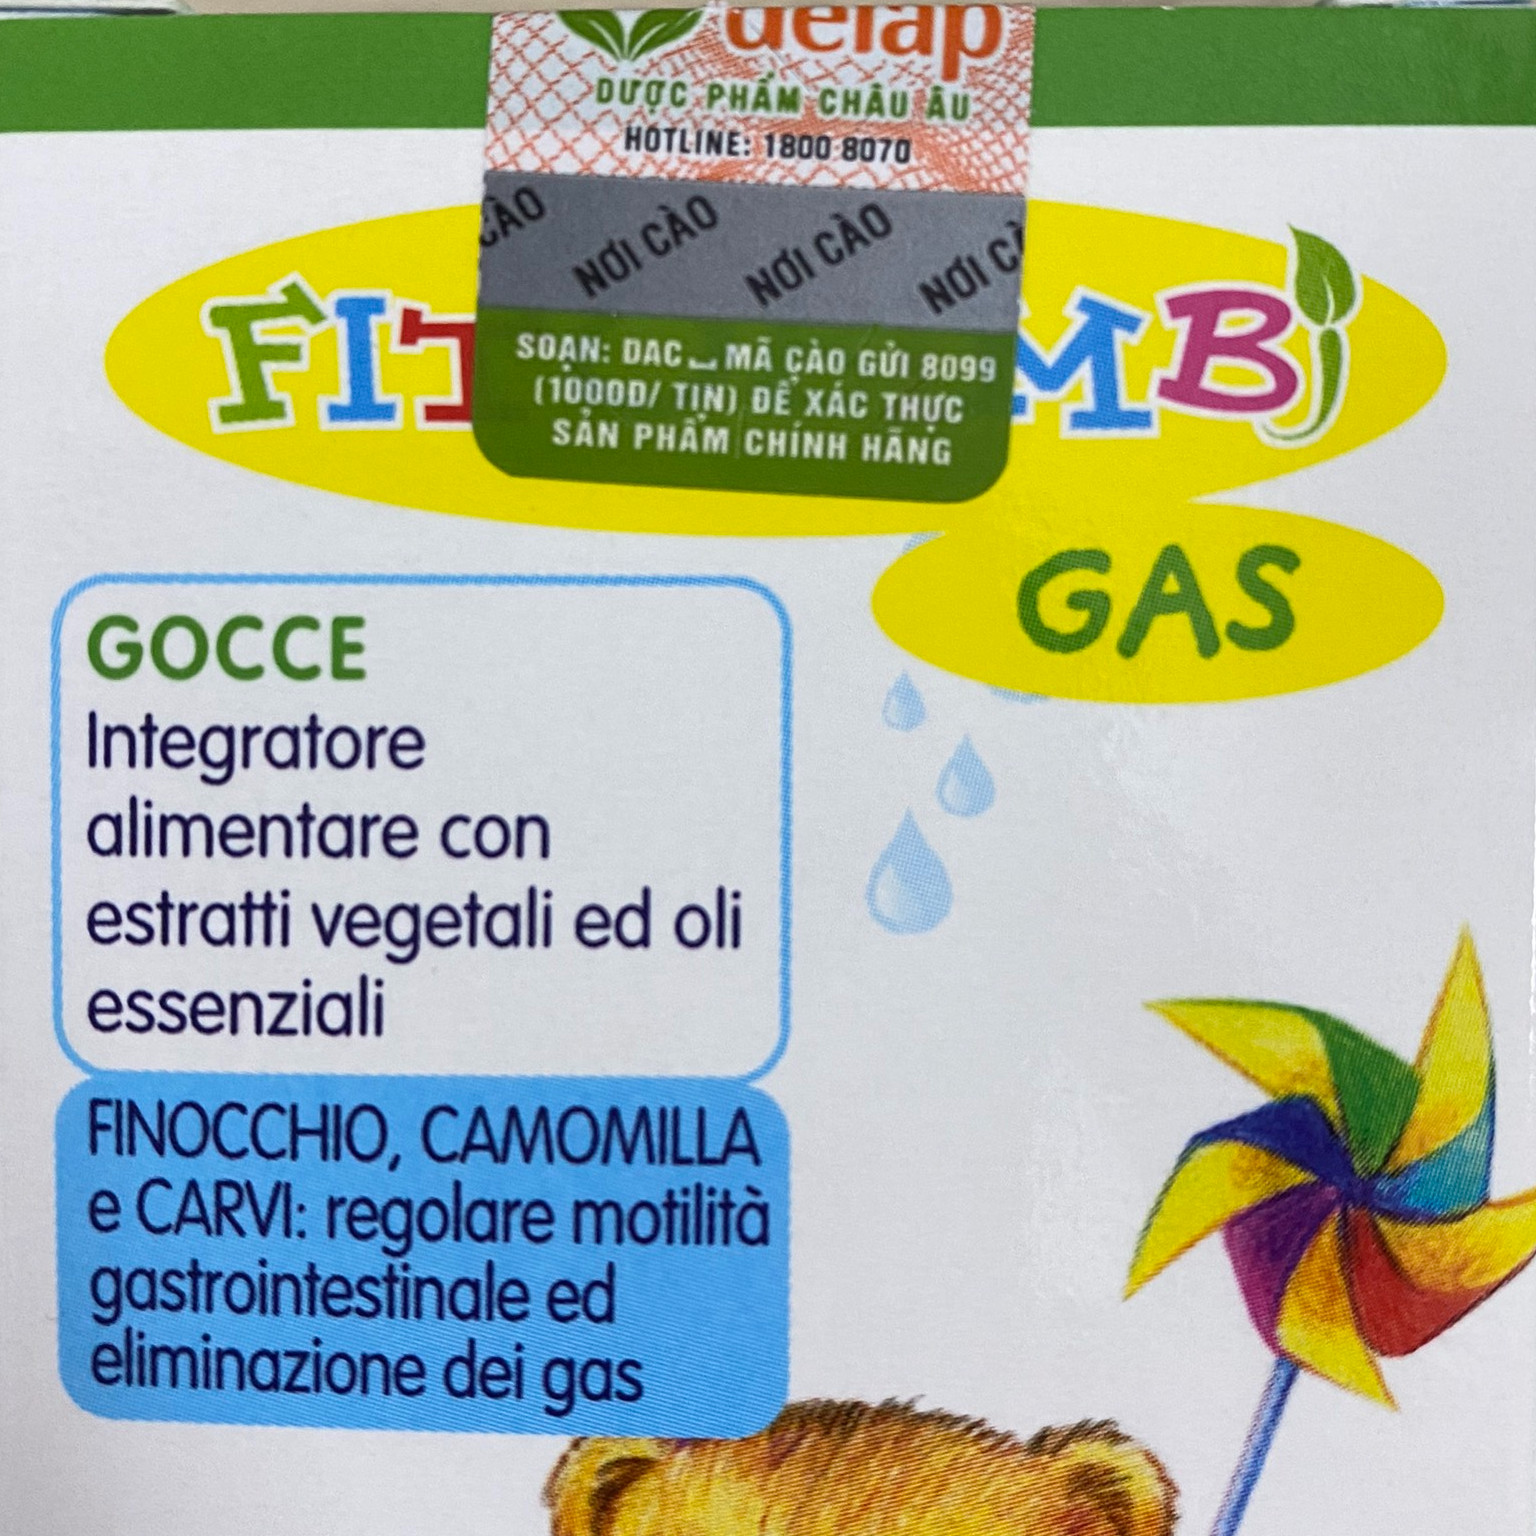 delap
DƯỢC PHẨM CHÂU ÂU
HOTLINE: 1800 8070
CÀO NƠI CÀO NƠI CÀO NƠI CÀ
SOẠN: DAC⎵MÃ CÀO GỬI 8099
(1000Đ/ TIN) ĐỂ XÁC THỰC
SẢN PHẨM CHÍNH HÃNG
FIT MBi
GAS
GOCCE
Integratore
alimentare con
estratti vegetali ed oli
essenziali
FINOCCHIO, CAMOMILLA
e CARVI: regolare motilità
gastrointestinale ed
eliminazione dei gas